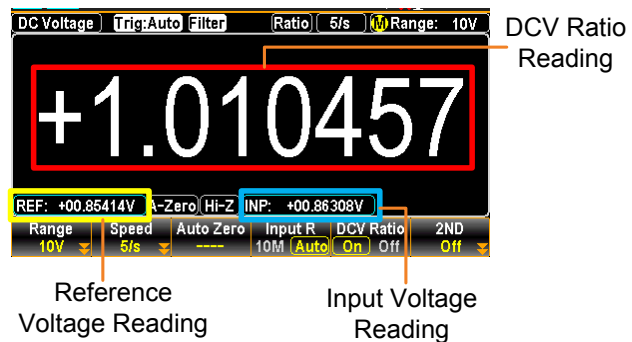 DC Voltage Trig:Auto Filter Ratio 5/s M Range: 10V
DCV Ratio
Reading
+1.010457
REF: +00.85414V A-Zero Hi-Z INP: +00.86308V
Range Speed Auto Zero Input R DCV Ratio 2ND
10V 5/s ---- 10M Auto On Off Off
Reference
Voltage Reading
Input Voltage
Reading